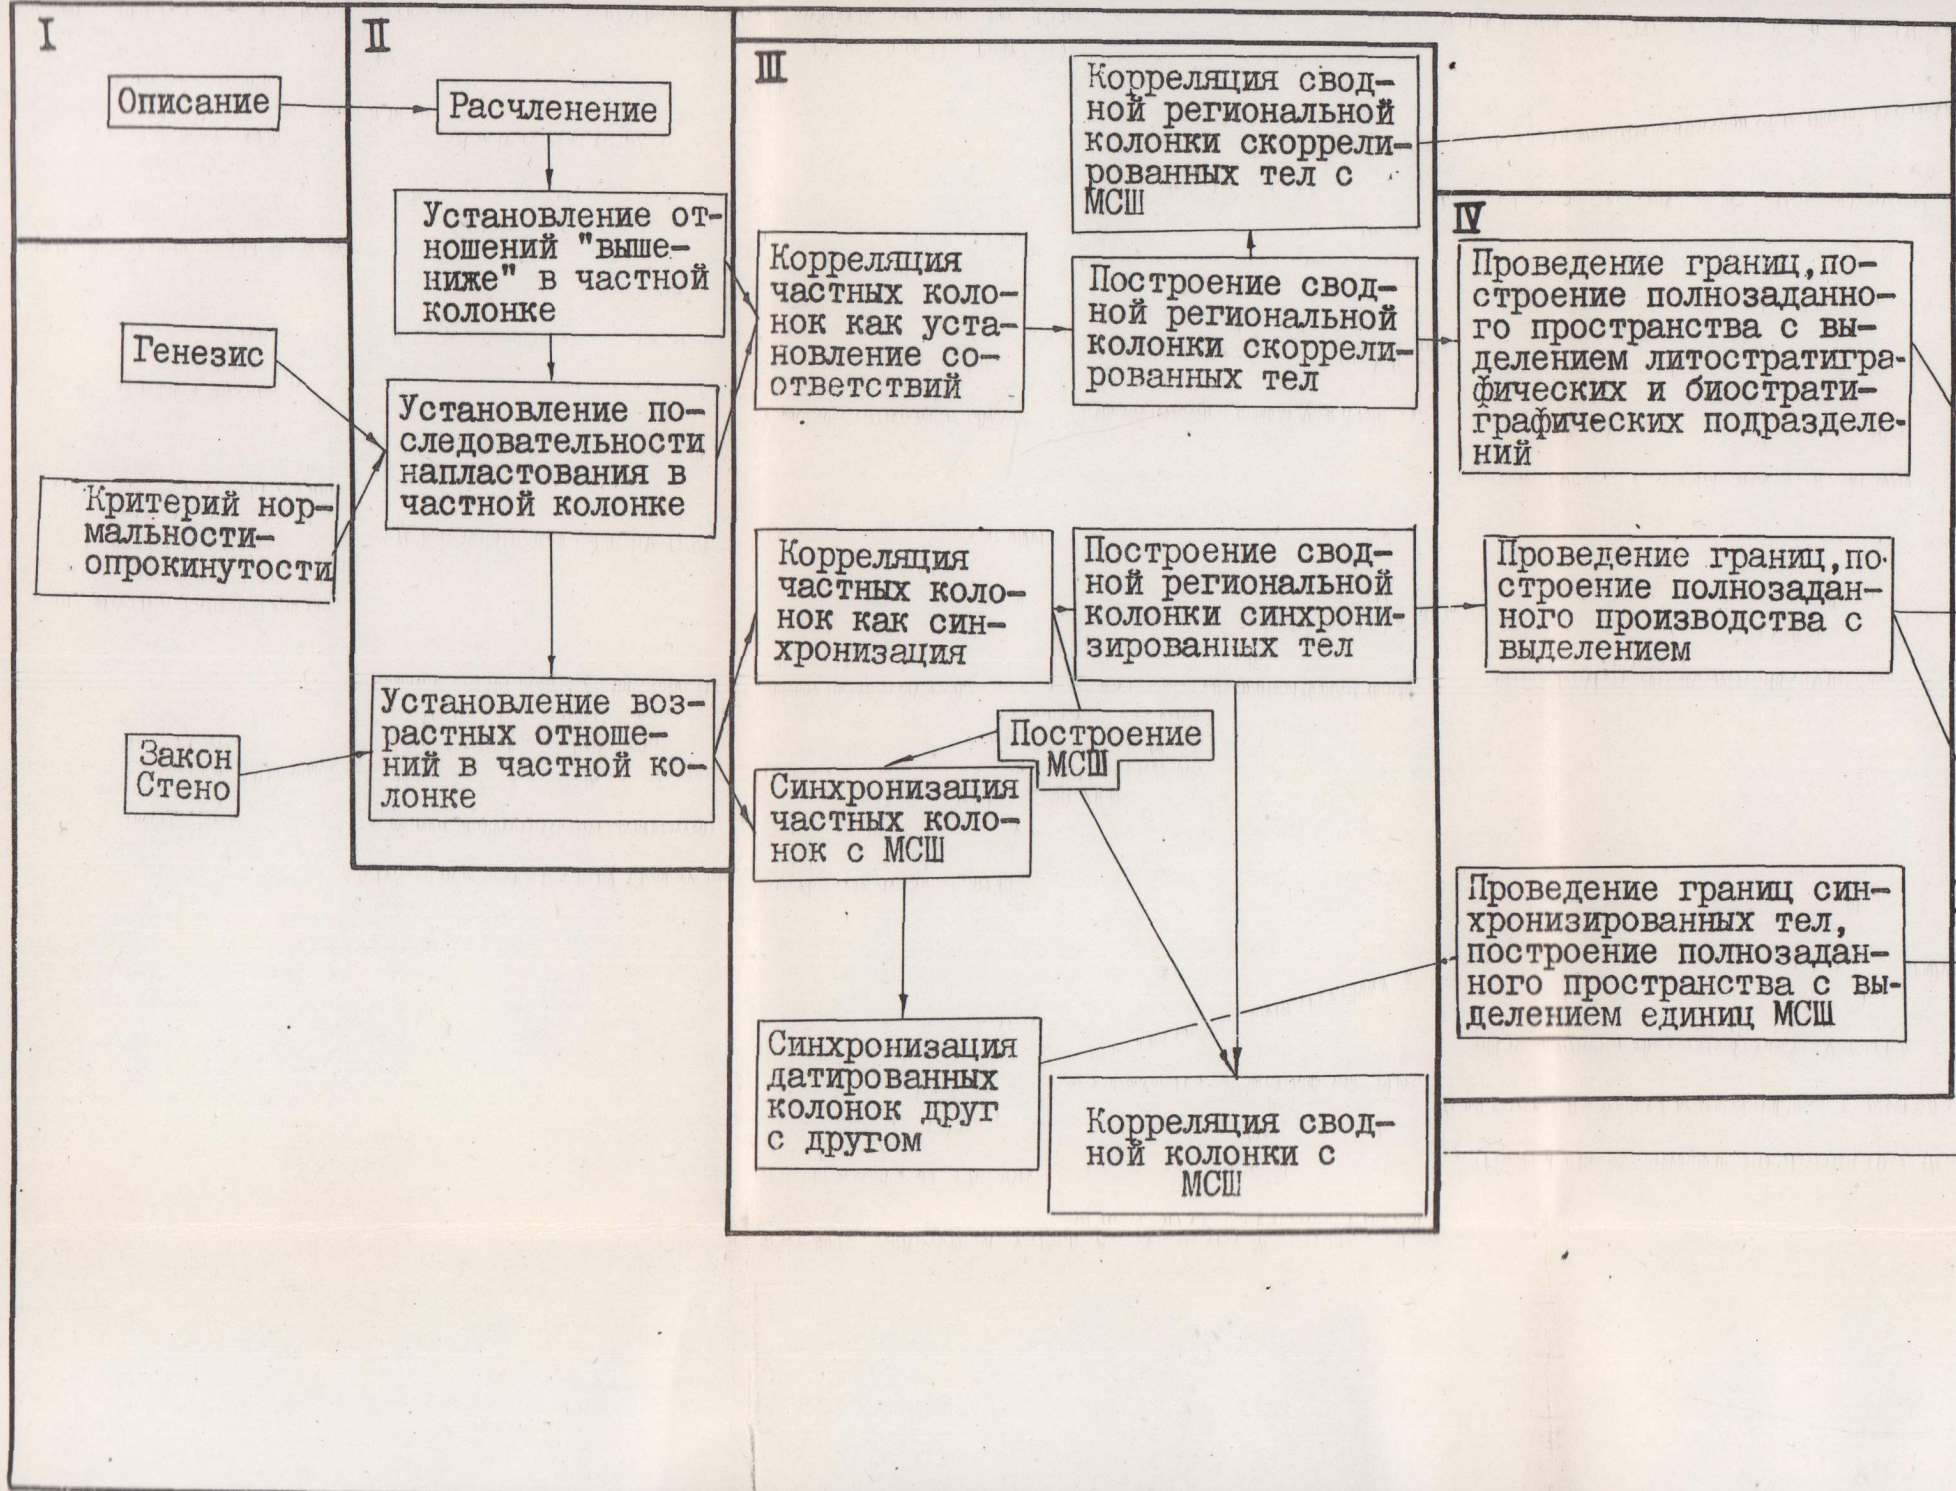 I
Описание
Генезис
Критерий нор-
мальности-
опрокинутости
Закон
Стено
II
Расчленение
Установление от-
ношений "выше-
ниже" в частной
колонке
Установление по-
следовательности
напластования в
частной колонке
Установление воз-
растных отноше-
ний в частной ко-
лонке
III
Корреляция свод-
ной региональной
колонки скоррели-
рованных тел с
МСШ
Корреляция
частных коло-
нок как уста-
новление со-
ответствий
Построение свод-
ной региональной
колонки скоррели-
рованных тел
Корреляция
частных коло-
нок как син-
хронизация
Построение свод-
ной региональной
колонки синхрони-
зированных тел
Построение
МСШ
Синхронизация
частных коло-
нок с МСШ
Синхронизация
датированных
колонок друг
с другом
Корреляция свод-
ной колонки с
МСШ
IV
Проведение границ,по-
строение полнозаданно-
го пространства с вы-
делением литостратигра-
фических и биострати-
графических подразделе-
ний
Проведение границ,по-
строение полнозадан-
ного производства с
выделением
Проведение границ син-
хронизированных тел,
построение полнозадан-
ного пространства с вы-
делением единиц МСШ